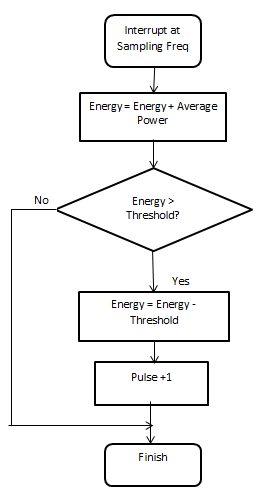 Interrupt at
Sampling Freq
Energy = Energy + Average
Power
Energy >
Threshold?
No
Yes
Energy = Energy -
Threshold
Pulse +1
Finish